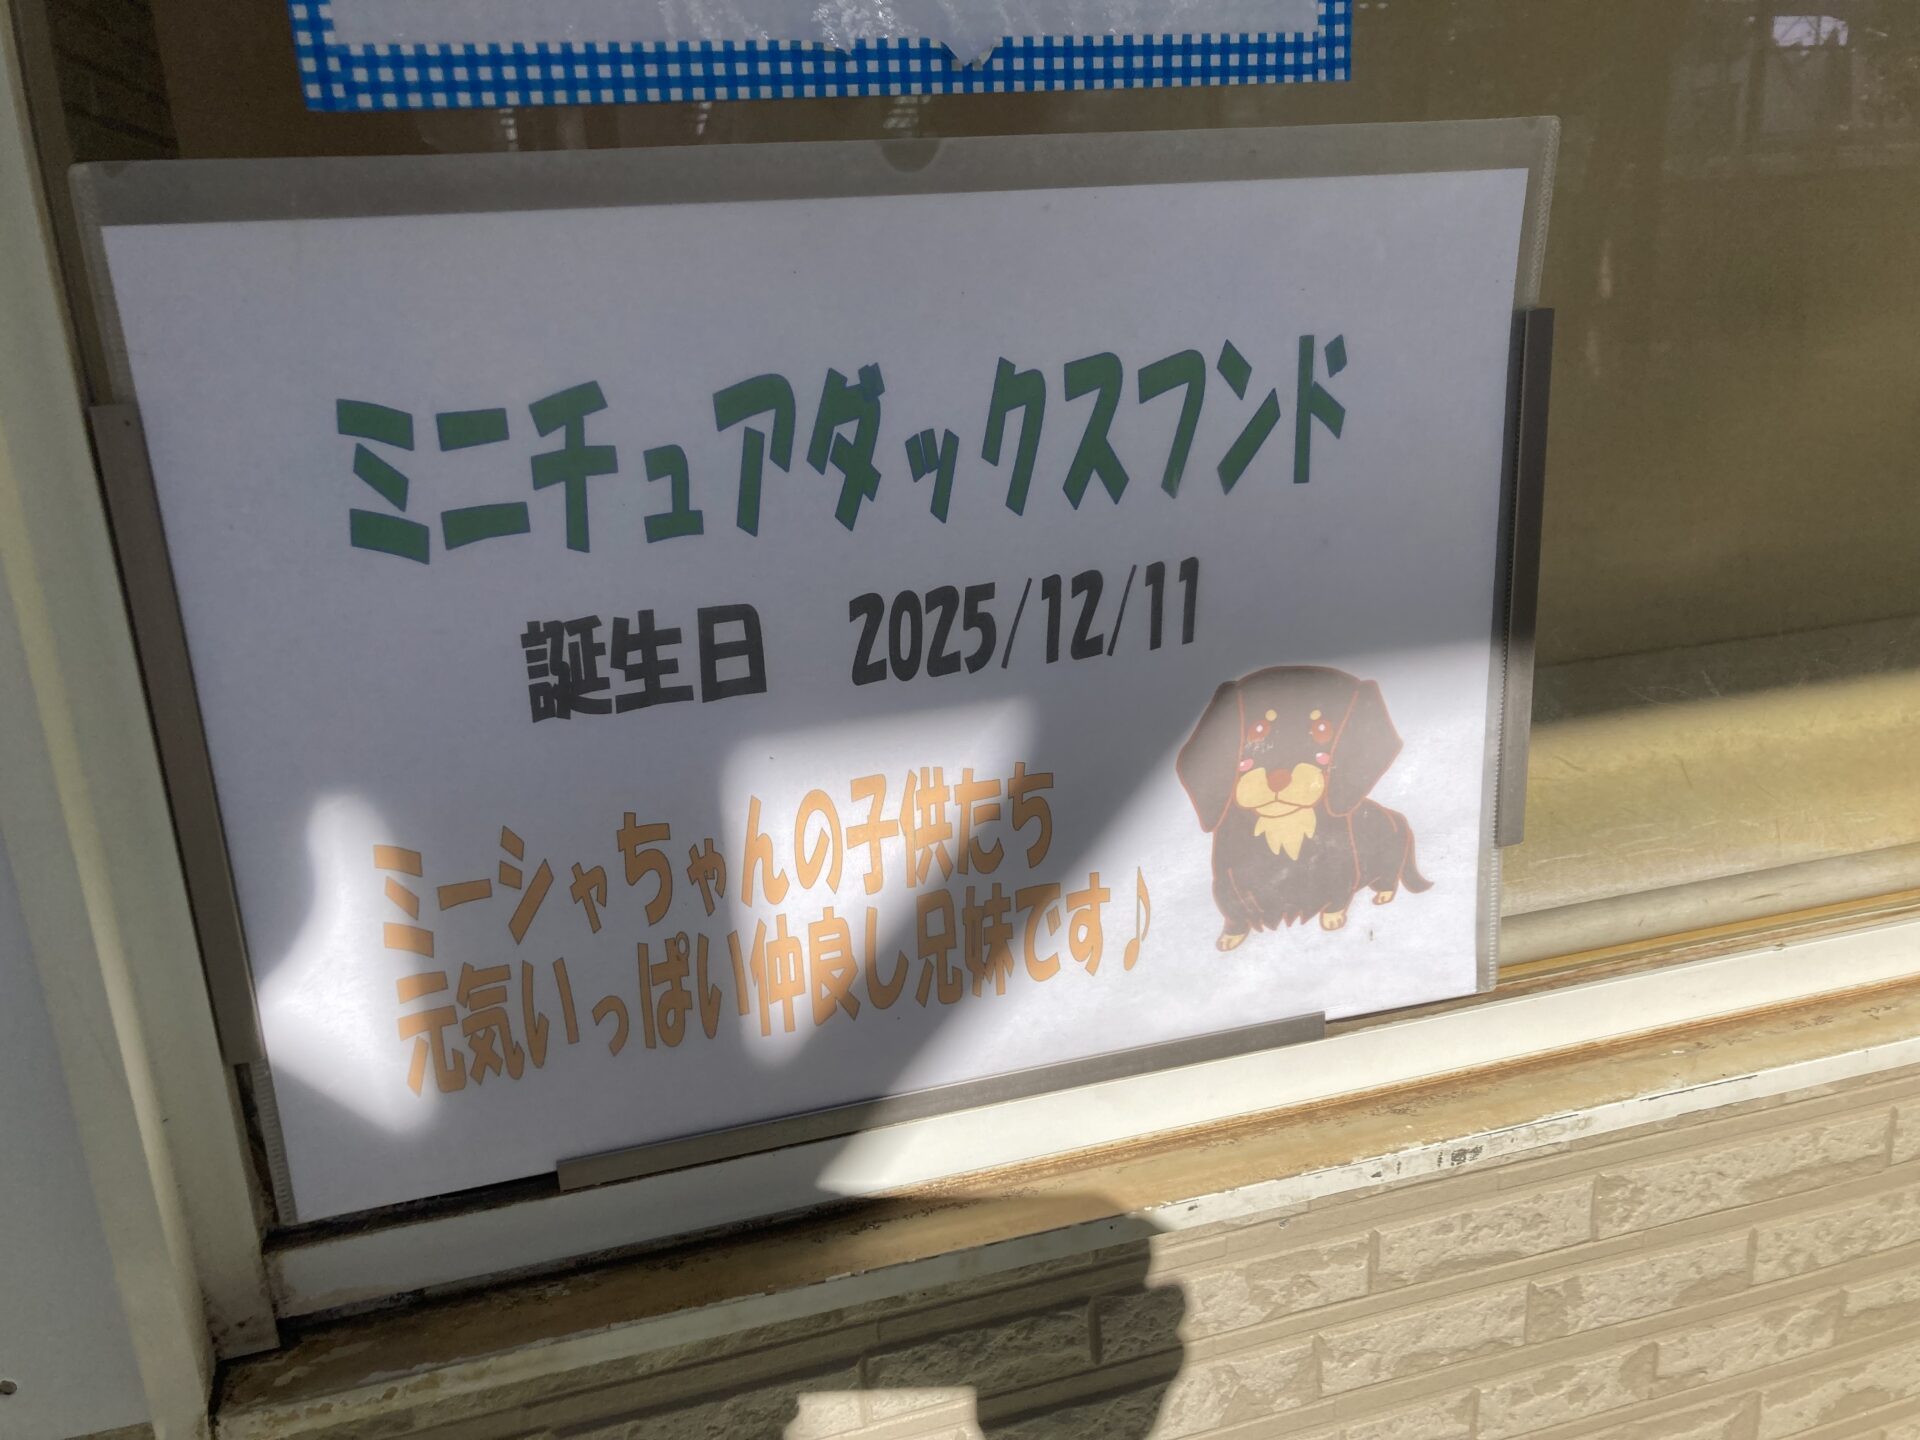 ミニチュアダックスフンド
誕生日　2025/12/11
ミーシャちゃんの子供たち
元気いっぱい仲良し兄妹です♪